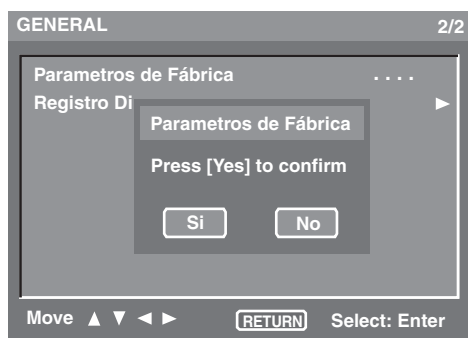 GENERAL 2/2
Parametros de Fábrica ....
Registro Di
Parametros de Fábrica
Press [Yes] to confirm
Si No
Move ▲ ▼ ◄ ► RETURN Select: Enter